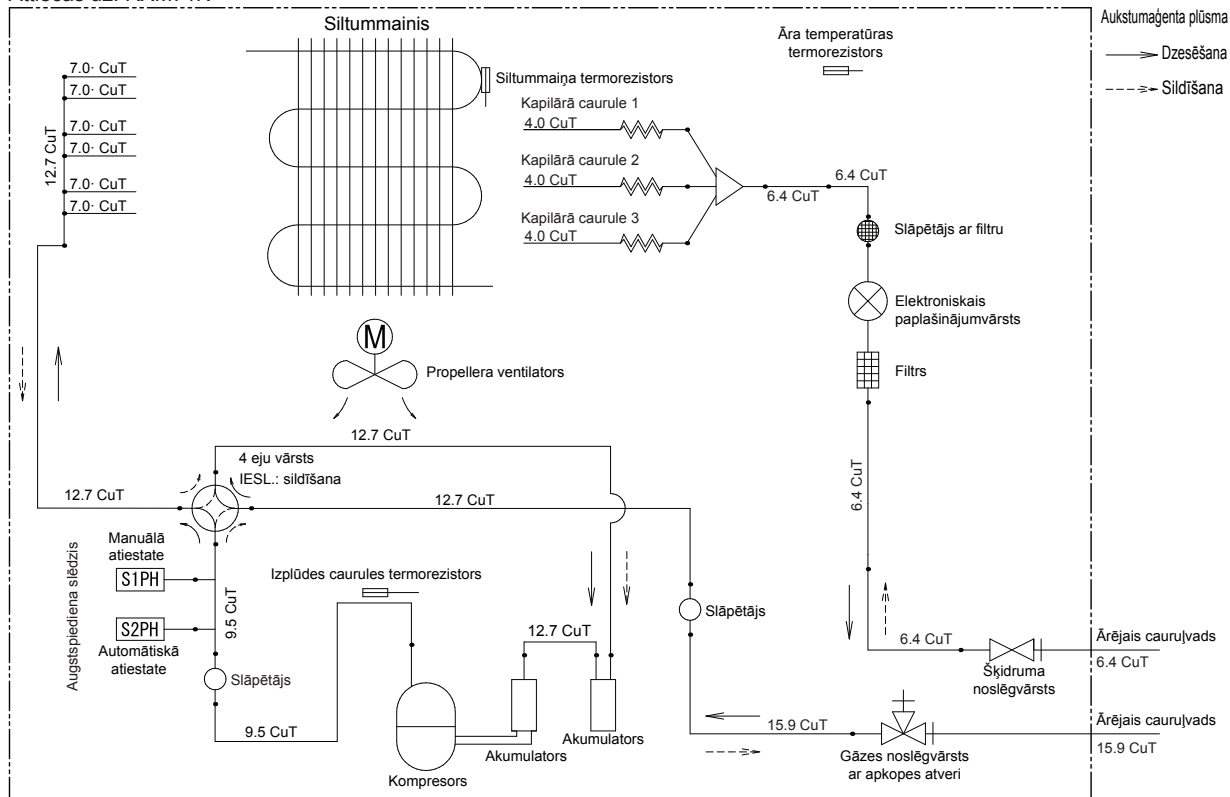 Siltummainis
Aukstumaģenta plūsma
Dzesēšana
Sildīšana
Āra temperatūras
termorezistors
Siltummaiņa termorezistors
7.0· CuT
7.0· CuT
7.0· CuT
7.0· CuT
7.0· CuT
7.0· CuT
12.7 CuT
Kapilārā caurule 1
4.0 CuT
Kapilārā caurule 2
4.0 CuT
Kapilārā caurule 3
4.0 CuT
6.4 CuT
6.4 CuT
Slāpētājs ar filtru
Elektroniskais
paplašinājumvārsts
Filtrs
M
Propellera ventilators
12.7 CuT
4 eju vārsts
IESL.: sildīšana
12.7 CuT
12.7 CuT
6.4 CuT
Augstspiediena slēdzis
Manuālā
atiestate
S1PH
S2PH
Automātiskā
atiestate
9.5 CuT
Izplūdes caurules termorezistors
Slāpētājs
Slāpētājs
12.7 CuT
9.5 CuT
Kompresors
Akumulators
Akumulators
6.4 CuT
Šķidruma
noslēgvārsts
Ārējais cauruļvads
6.4 CuT
15.9 CuT
Gāzes noslēgvārsts
ar apkopes atveri
Ārējais cauruļvads
15.9 CuT